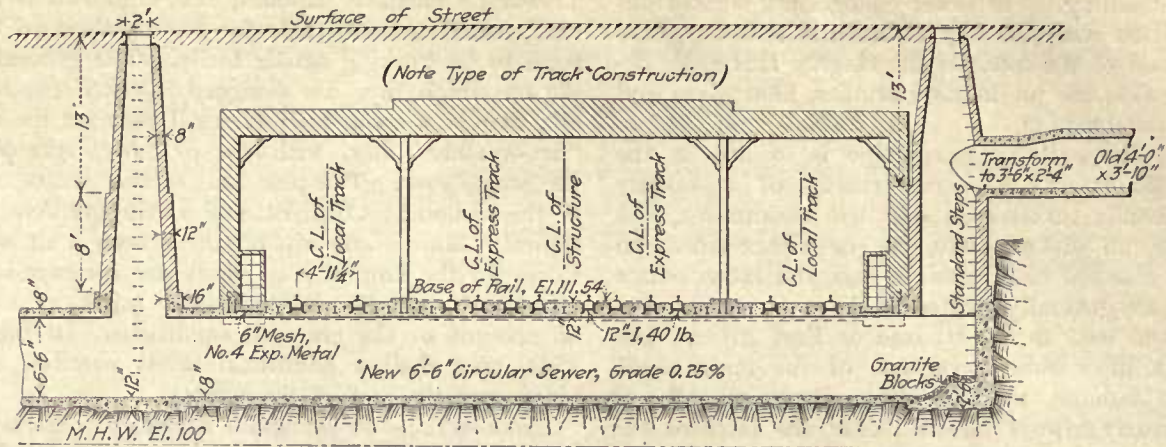 2'
Surface of Street
(Note Type of Track Construction)
13'
13'
8"
Transform
to 3'-6"x 2'-4"
Old 4'-0"
x 3'-10"
C.L. of
Local Track
C.L. of
Express Track
C.L. of
Structure
C.L. of
Express Track
C.L. of
Local Track
Standard Steps
8'
12"
4'-11¼"
Base of Rail, El.111.54
8"
16"
12"
12"-I, 40 lb.
6" Mesh,
No.4 Exp. Metal
6'-6"
12"
8"
New 6'-6" Circular Sewer, Grade 0.25%
Granite
Blocks
M.H.W. El. 100